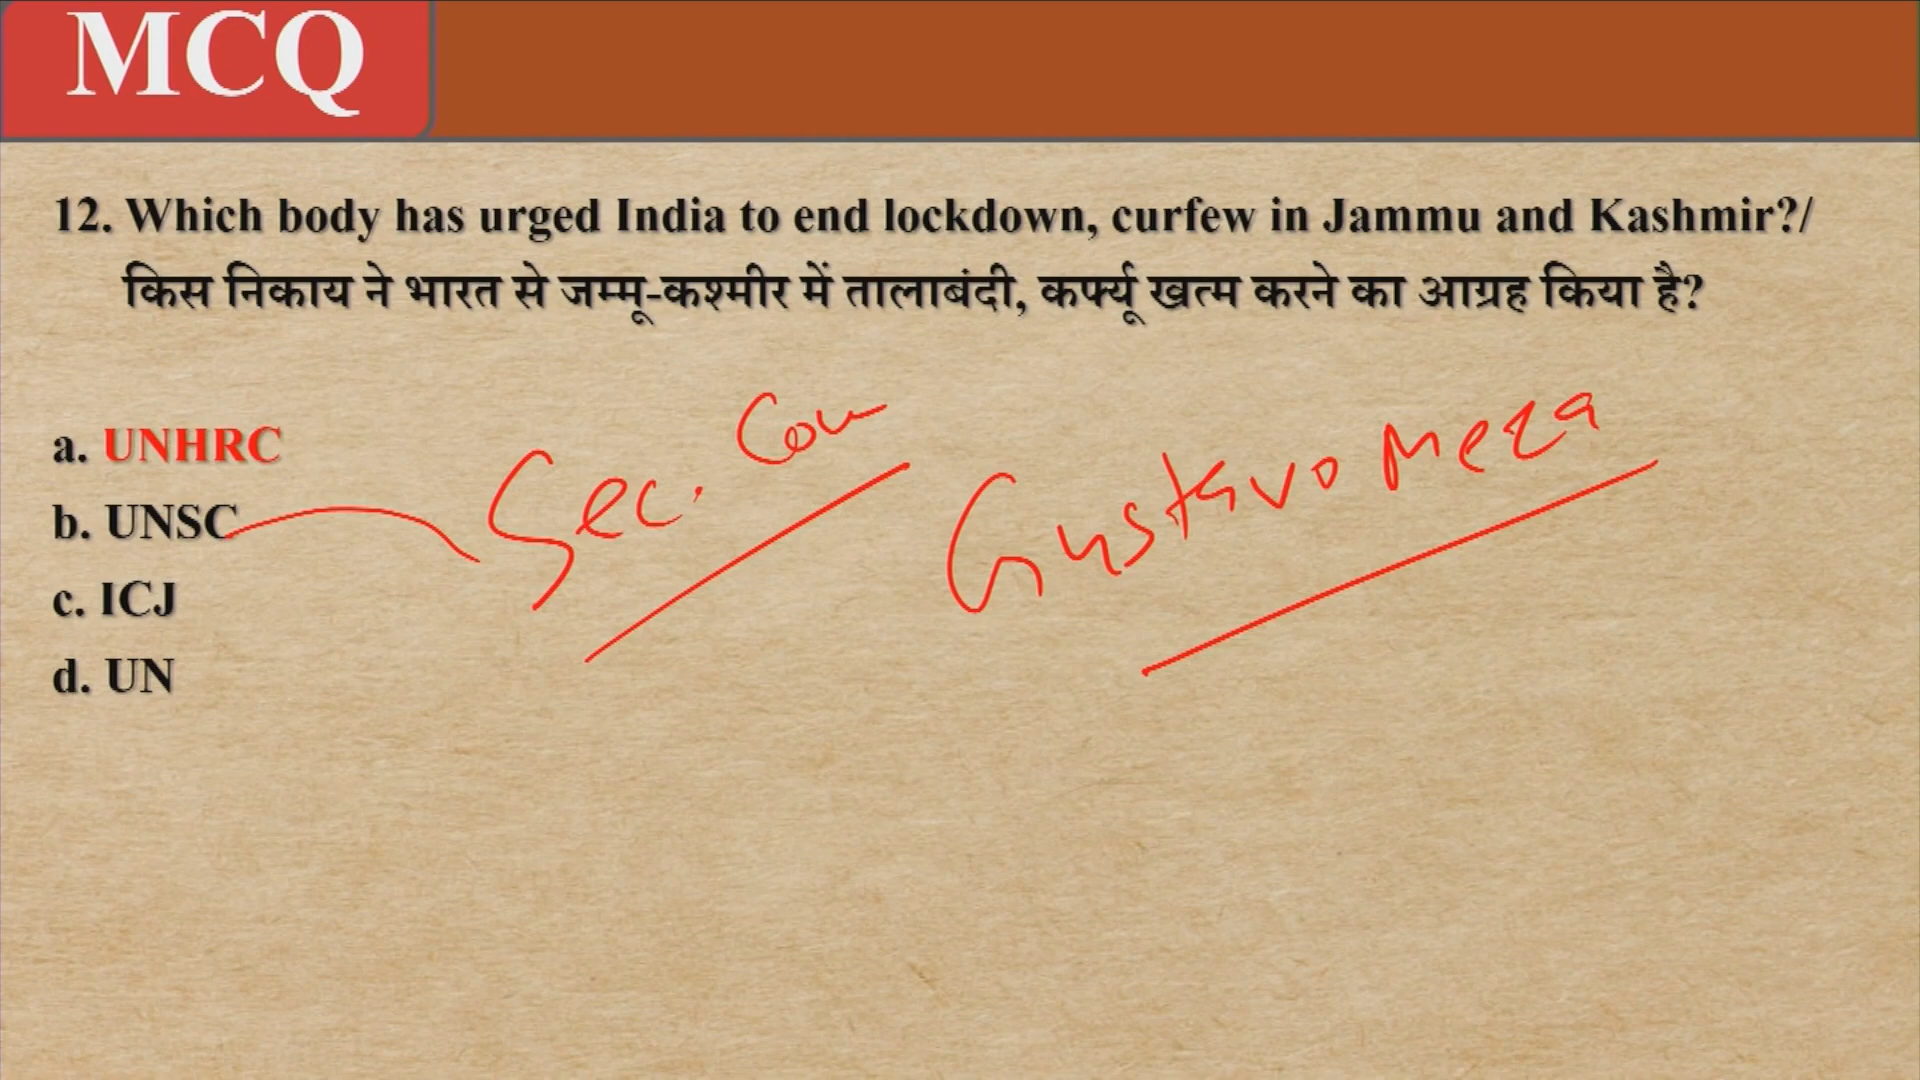 MCQ
12. Which body has urged India to end lockdown, curfew in Jammu and Kashmir?/
किस निकाय ने भारत से जम्मू-कश्मीर में तालाबंदी, कर्फ्यू खत्म करने का आग्रह किया है?
a. UNHRC
b. UNSC
c. ICJ
d. UN
Sec. Cou
Gustavo Meza